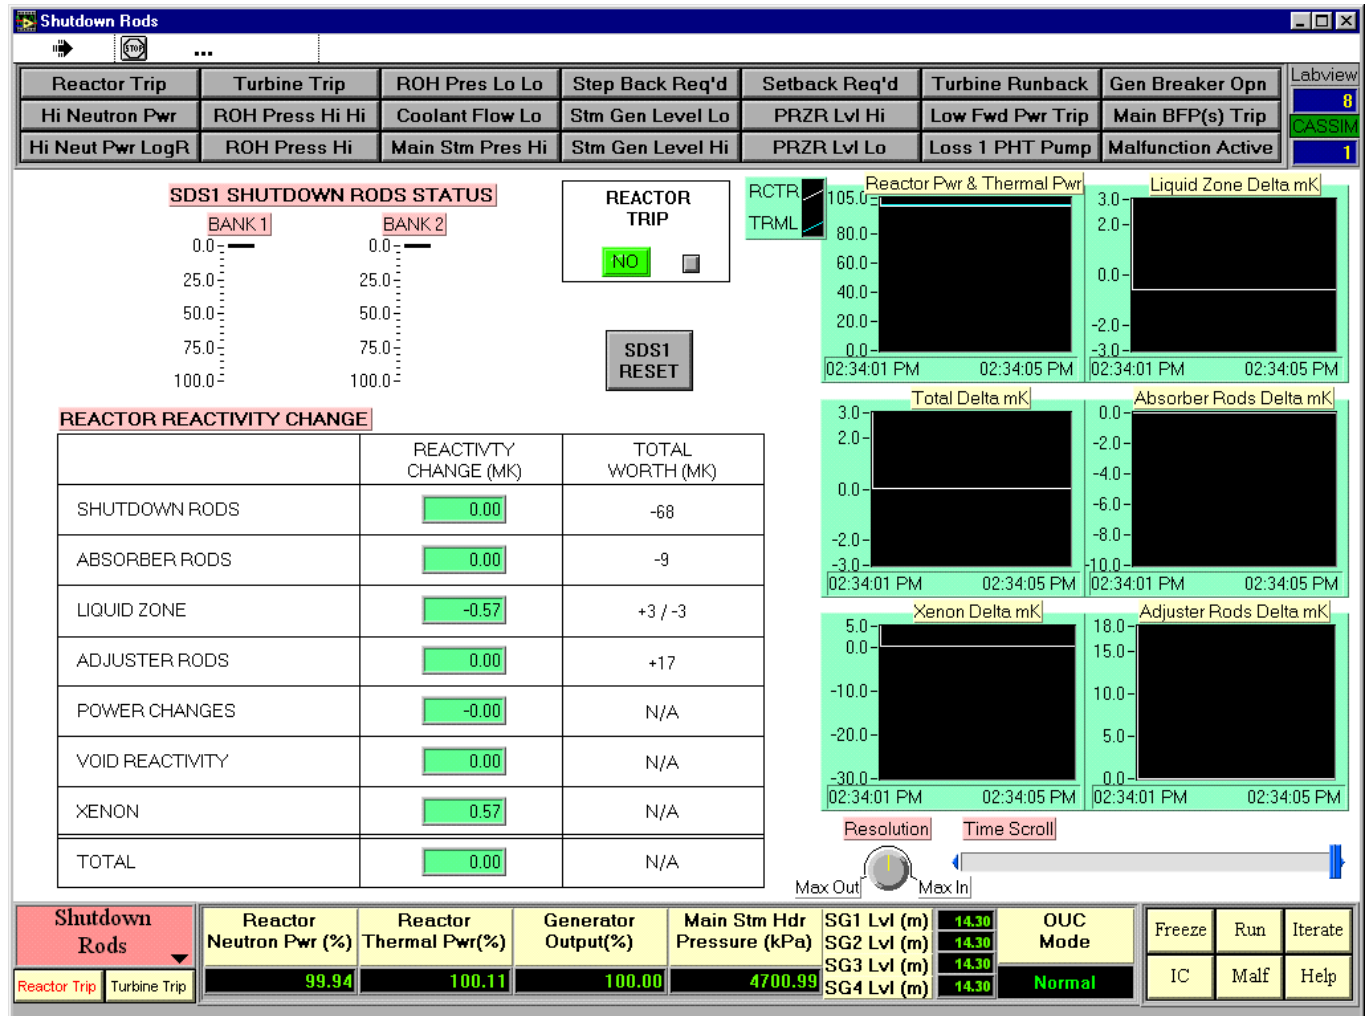 Shutdown Rods
STOP ...
Reactor Trip Turbine Trip ROH Pres Lo Lo Step Back Req'd Setback Req'd Turbine Runback Gen Breaker Opn Labview
8
Hi Neutron Pwr ROH Press Hi Hi Coolant Flow Lo Stm Gen Level Lo PRZR Lvl Hi Low Fwd Pwr Trip Main BFP(s) Trip CASSIM
Hi Neut Pwr LogR ROH Press Hi Main Stm Pres Hi Stm Gen Level Hi PRZR Lvl Lo Loss 1 PHT Pump Malfunction Active 1
SDS1 SHUTDOWN RODS STATUS
BANK 1 BANK 2
0.0 0.0
25.0 25.0
50.0 50.0
75.0 75.0
100.0 100.0
REACTOR
TRIP
NO
SDS1
RESET
RCTR
TRML
Reactor Pwr & Thermal Pwr
105.0
80.0
60.0
40.0
20.0
0.0
02:34:01 PM 02:34:05 PM
Liquid Zone Delta mK
3.0
2.0
0.0
-2.0
-3.0
02:34:01 PM 02:34:05 PM
REACTOR REACTIVITY CHANGE
REACTIVTY TOTAL
CHANGE (MK) WORTH (MK)
SHUTDOWN RODS 0.00 -68
ABSORBER RODS 0.00 -9
LIQUID ZONE -0.57 +3 / -3
ADJUSTER RODS 0.00 +17
POWER CHANGES -0.00 N/A
VOID REACTIVITY 0.00 N/A
XENON 0.57 N/A
TOTAL 0.00 N/A
Total Delta mK
3.0
2.0
0.0
-2.0
-3.0
02:34:01 PM 02:34:05 PM
Absorber Rods Delta mK
0.0
-2.0
-4.0
-6.0
-8.0
-10.0
02:34:01 PM 02:34:05 PM
Xenon Delta mK
5.0
0.0
-10.0
-20.0
-30.0
02:34:01 PM 02:34:05 PM
Adjuster Rods Delta mK
18.0
15.0
10.0
5.0
0.0
02:34:01 PM 02:34:05 PM
Resolution Time Scroll
Max Out Max In
Shutdown
Rods
Reactor Trip Turbine Trip
Reactor
Neutron Pwr (%)
99.94
Reactor
Thermal Pwr(%)
100.11
Generator
Output(%)
100.00
Main Stm Hdr
Pressure (kPa)
4700.99
SG1 Lvl (m) 14.30
SG2 Lvl (m) 14.30
SG3 Lvl (m) 14.30
SG4 Lvl (m) 14.30
OUC
Mode
Normal
Freeze Run Iterate
IC Malf Help